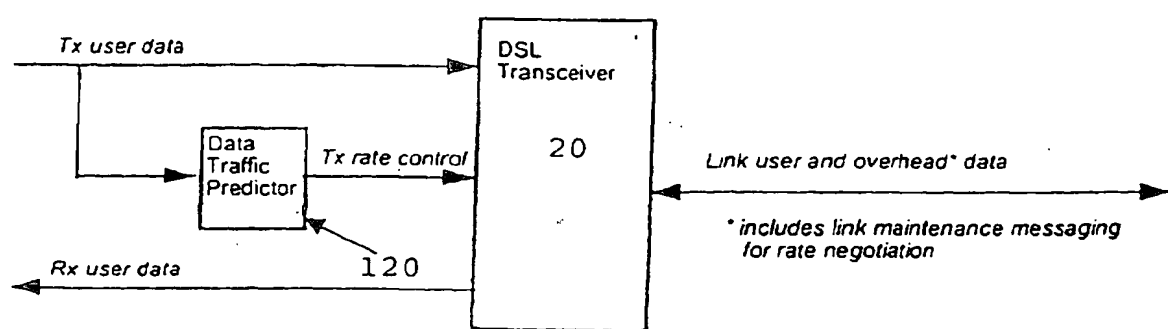 Tx user data
DSL
Transceiver
20
Data
Traffic
Predictor
Tx rate control
Link user and overhead* data
* includes link maintenance messaging
for rate negotiation
120
Rx user data